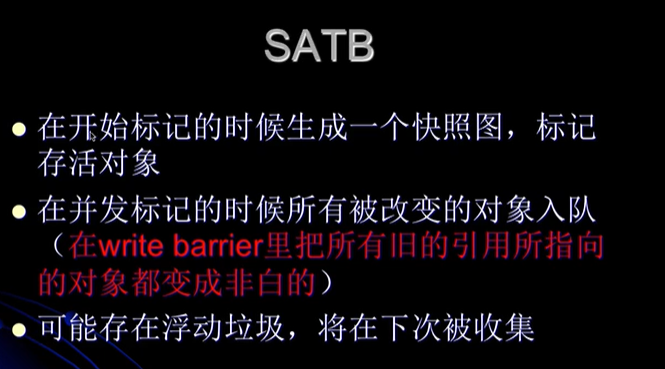 SATB
在开始标记的时候生成一个快照图，标记
存活对象
在并发标记的时候所有被改变的对象入队
（在write barrier里把所有旧的引用所指向
的对象都变成非白的）
可能存在浮动垃圾，将在下次被收集